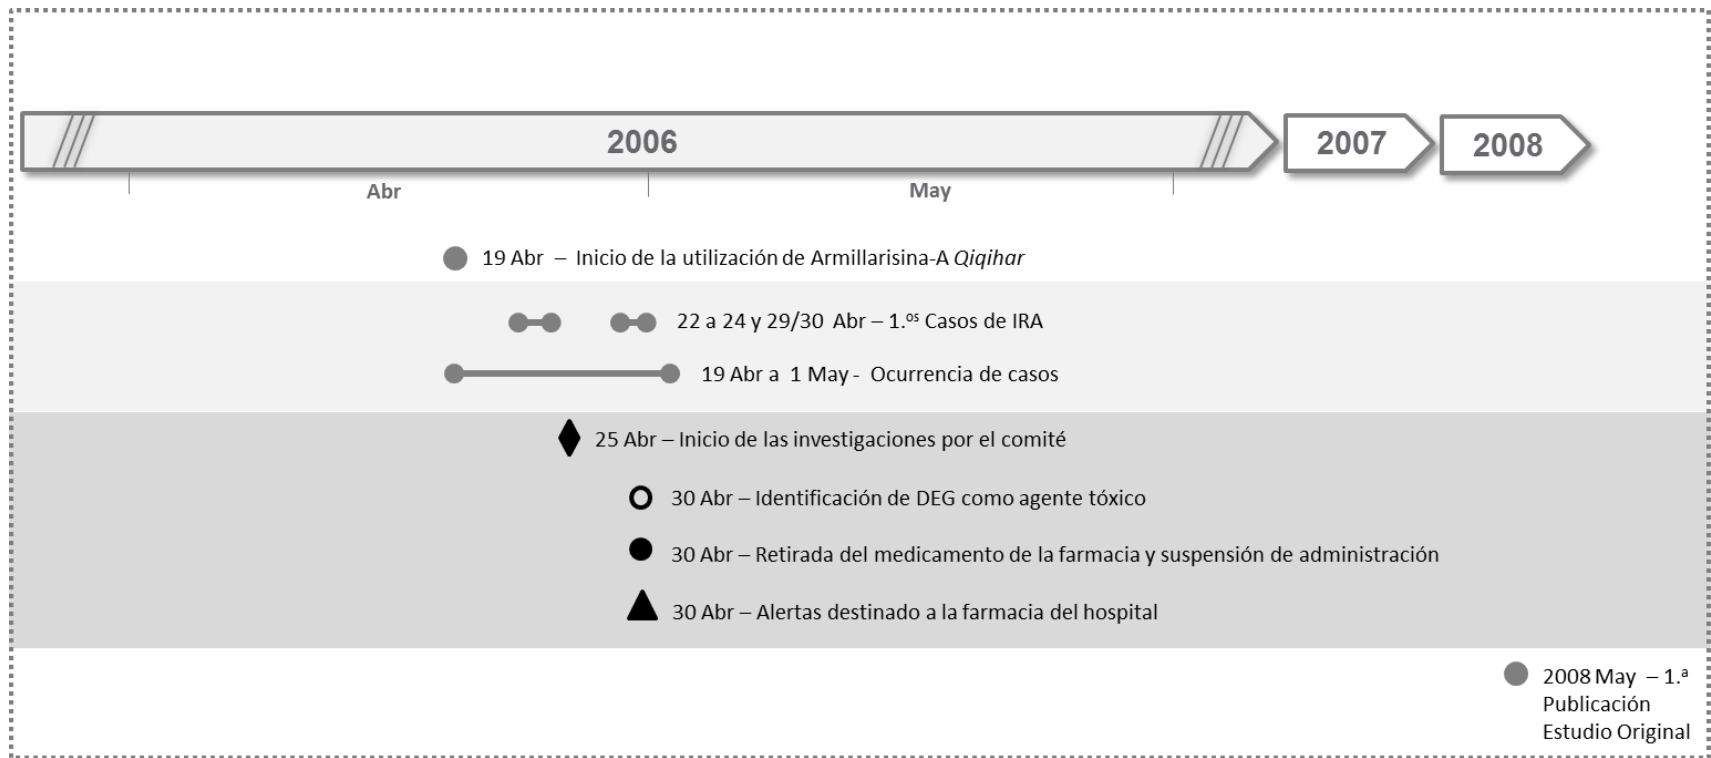 2006
2007
2008
Abr
May
19 Abr – Inicio de la utilización de Armillarisina-A Qiqihar
22 a 24 y 29/30 Abr – 1.ᵒˢ Casos de IRA
19 Abr a 1 May - Ocurrencia de casos
25 Abr – Inicio de las investigaciones por el comité
30 Abr – Identificación de DEG como agente tóxico
30 Abr – Retirada del medicamento de la farmacia y suspensión de administración
30 Abr – Alertas destinado a la farmacia del hospital
2008 May – 1.ª
Publicación
Estudio Original